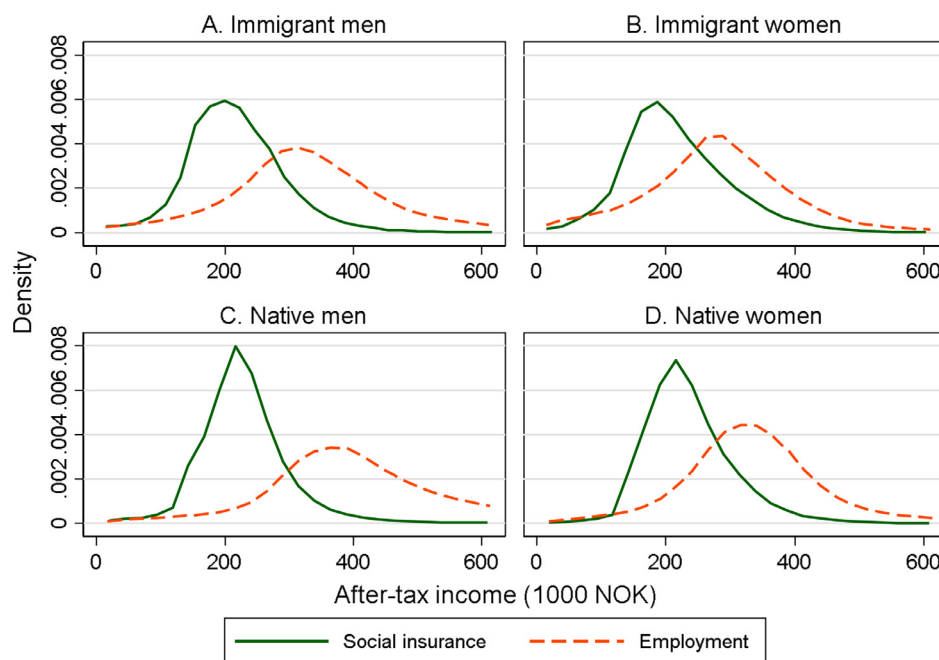 A. Immigrant men
B. Immigrant women
0 .002 .004 .006 .008
0 200 400 600
0 200 400 600
C. Native men
D. Native women
Density
0 .002 .004 .006 .008
0 200 400 600
0 200 400 600
After-tax income (1000 NOK)
Social insurance
Employment